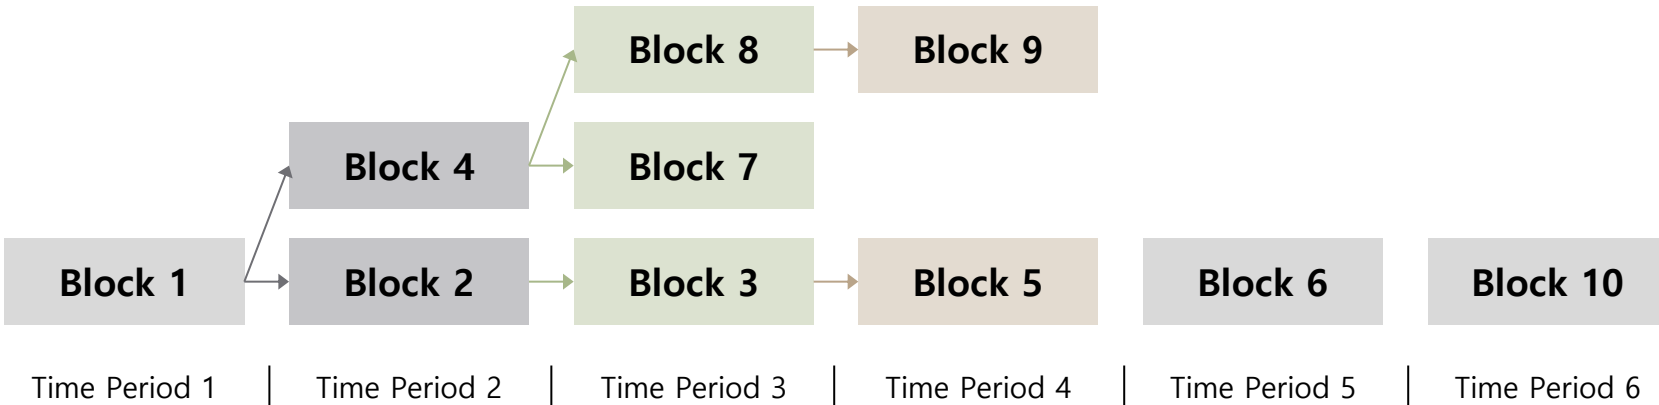 Block 8
Block 9
Block 4
Block 7
Block 1
Block 2
Block 3
Block 5
Block 6
Block 10
Time Period 1
Time Period 2
Time Period 3
Time Period 4
Time Period 5
Time Period 6